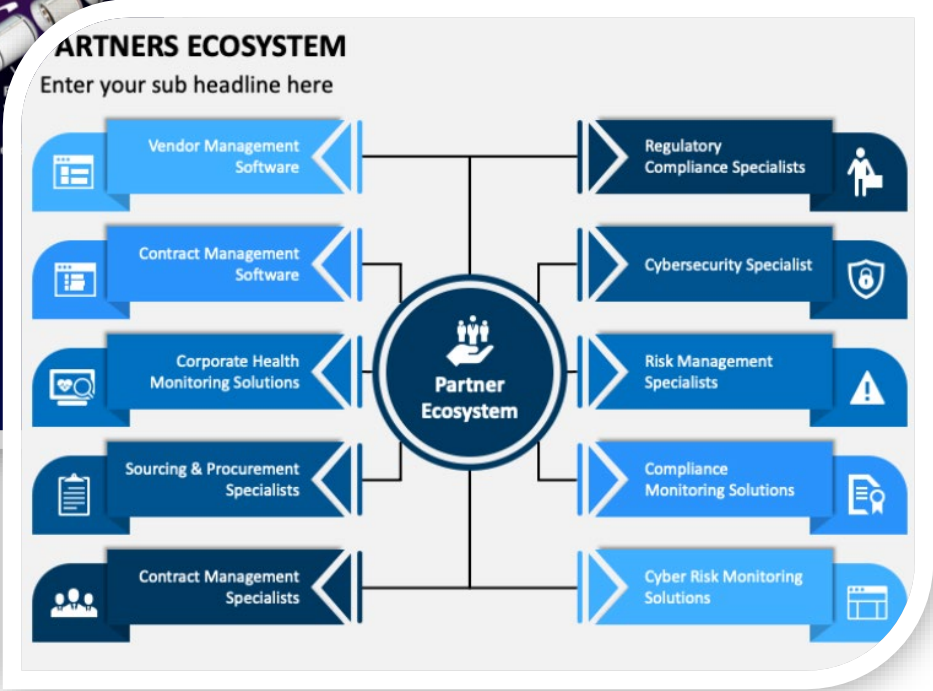 ARTNERS ECOSYSTEM
Enter your sub headline here
Vendor Management
Software
Contract Management
Software
Corporate Health
Monitoring Solutions
Sourcing & Procurement
Specialists
Contract Management
Specialists
Partner
Ecosystem
Regulatory
Compliance Specialists
Cybersecurity Specialist
Risk Management
Specialists
Compliance
Monitoring Solutions
Cyber Risk Monitoring
Solutions